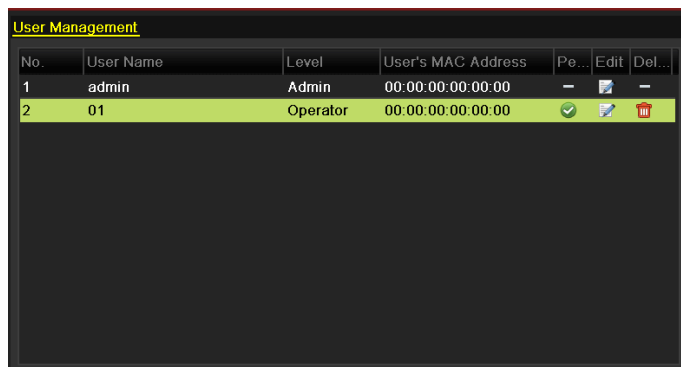 User Management
No. User Name Level User's MAC Address Pe... Edit Del...
1 admin Admin 00:00:00:00:00:00 –
2 01 Operator 00:00:00:00:00:00